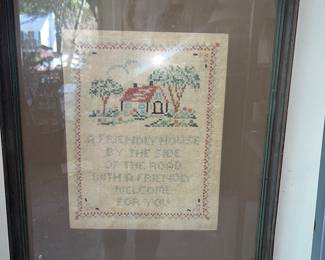 A FRIENDLY HOUSE
BY THE SIDE
OF THE ROAD
WITH A FRIENDLY
WELCOME
FOR YOU